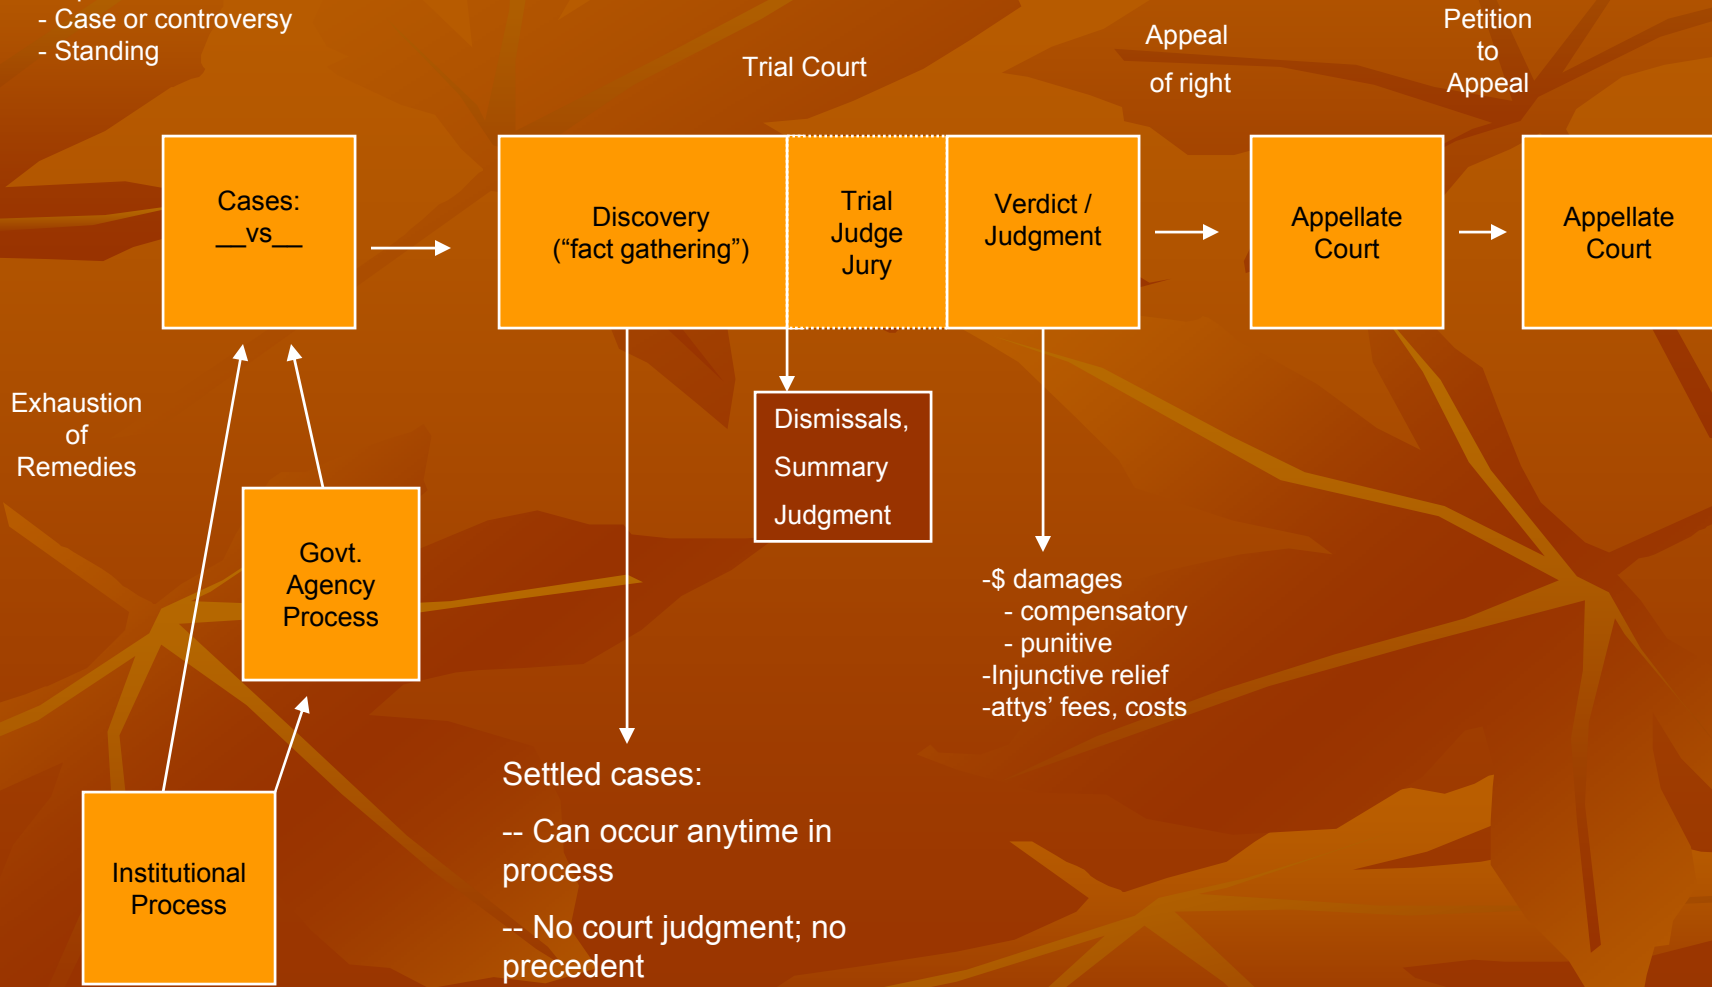 - Case or controversy
- Standing
Trial Court
Appeal
of right
Petition
to
Appeal
Cases:
__vs__
Discovery
(“fact gathering”)
Trial
Judge
Jury
Verdict /
Judgment
Appellate
Court
Appellate
Court
Exhaustion
of
Remedies
Dismissals,
Summary
Judgment
Govt.
Agency
Process
-$ damages
- compensatory
- punitive
-Injunctive relief
-attys’ fees, costs
Institutional
Process
Settled cases:
-- Can occur anytime in
process
-- No court judgment; no
precedent